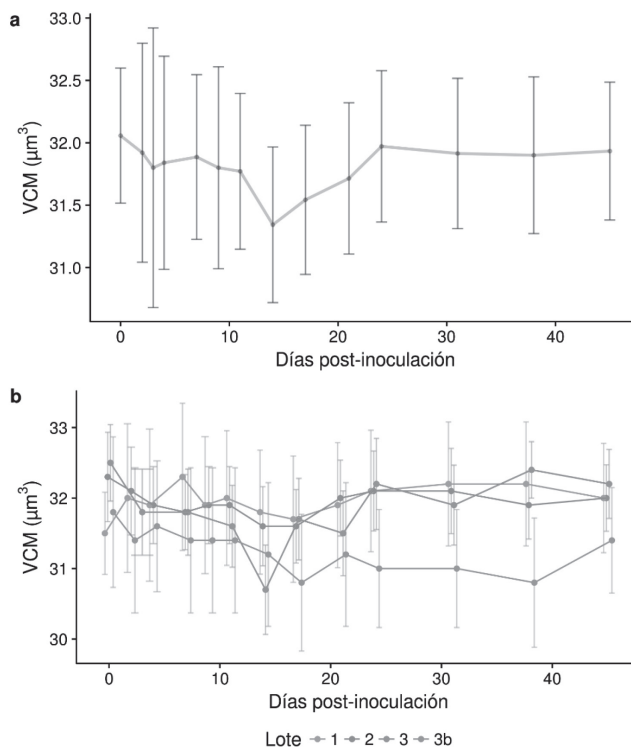 a
33.0
32.5
32.0
31.5
31.0
VCM (μm³)
0 10 20 30 40
Días post-inoculación
b
33
32
31
30
VCM (μm³)
0 10 20 30 40
Días post-inoculación
Lote 1 2 3 3b